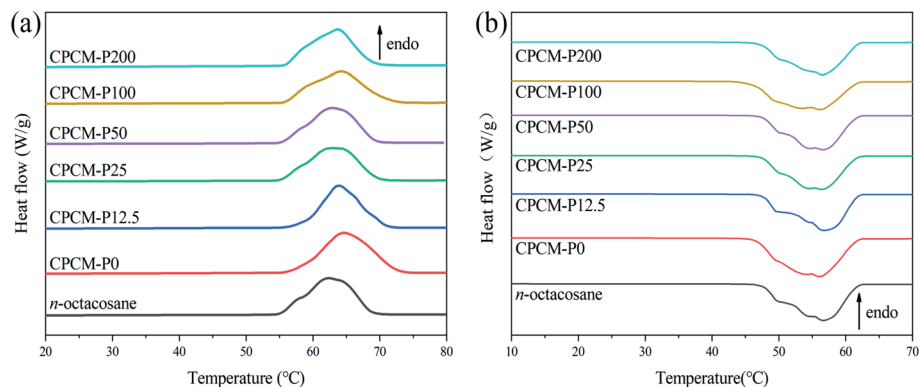 (a)
endo
CPCM-P200
CPCM-P100
CPCM-P50
CPCM-P25
CPCM-P12.5
CPCM-P0
n-octacosane
Heat flow (W/g)
20 30 40 50 60 70 80
Temperature (℃)
(b)
CPCM-P200
CPCM-P100
CPCM-P50
CPCM-P25
CPCM-P12.5
CPCM-P0
n-octacosane
endo
Heat flow（W/g）
10 20 30 40 50 60 70
Temperature(℃)